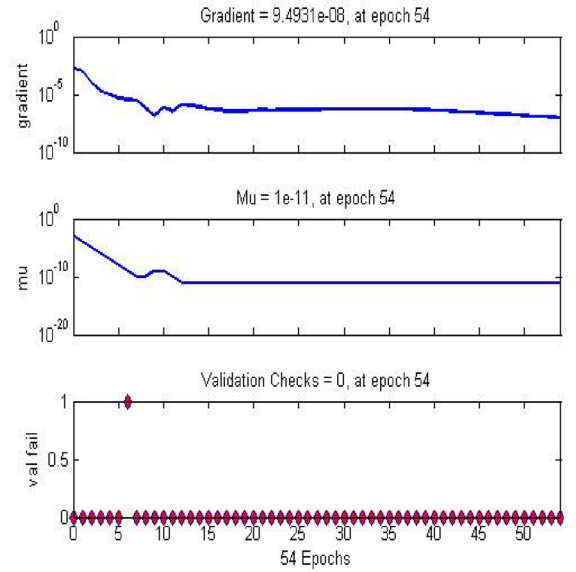 Gradient = 9.4931e-08, at epoch 54
10^0
10^-5
10^-10
gradient
Mu = 1e-11, at epoch 54
10^0
10^-10
10^-20
mu
Validation Checks = 0, at epoch 54
1
0.5
0
val fail
0 5 10 15 20 25 30 35 40 45 50
54 Epochs